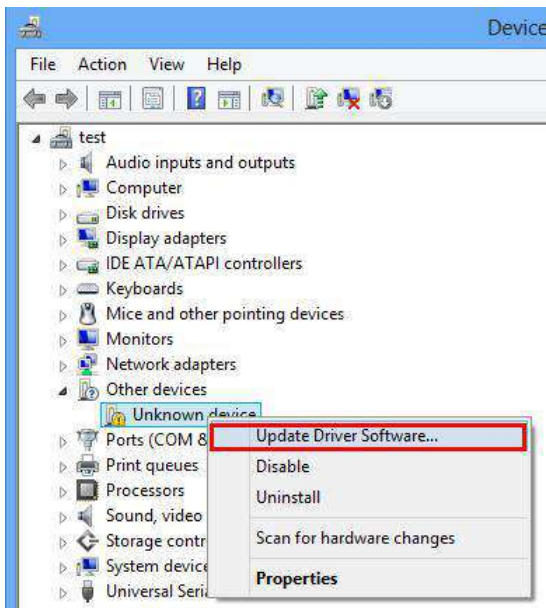 Device
File Action View Help
test
Audio inputs and outputs
Computer
Disk drives
Display adapters
IDE ATA/ATAPI controllers
Keyboards
Mice and other pointing devices
Monitors
Network adapters
Other devices
Unknown device
Update Driver Software...
Ports (COM &
Disable
Print queues
Uninstall
Processors
Sound, video
Scan for hardware changes
Storage contr
System device
Properties
Universal Seri